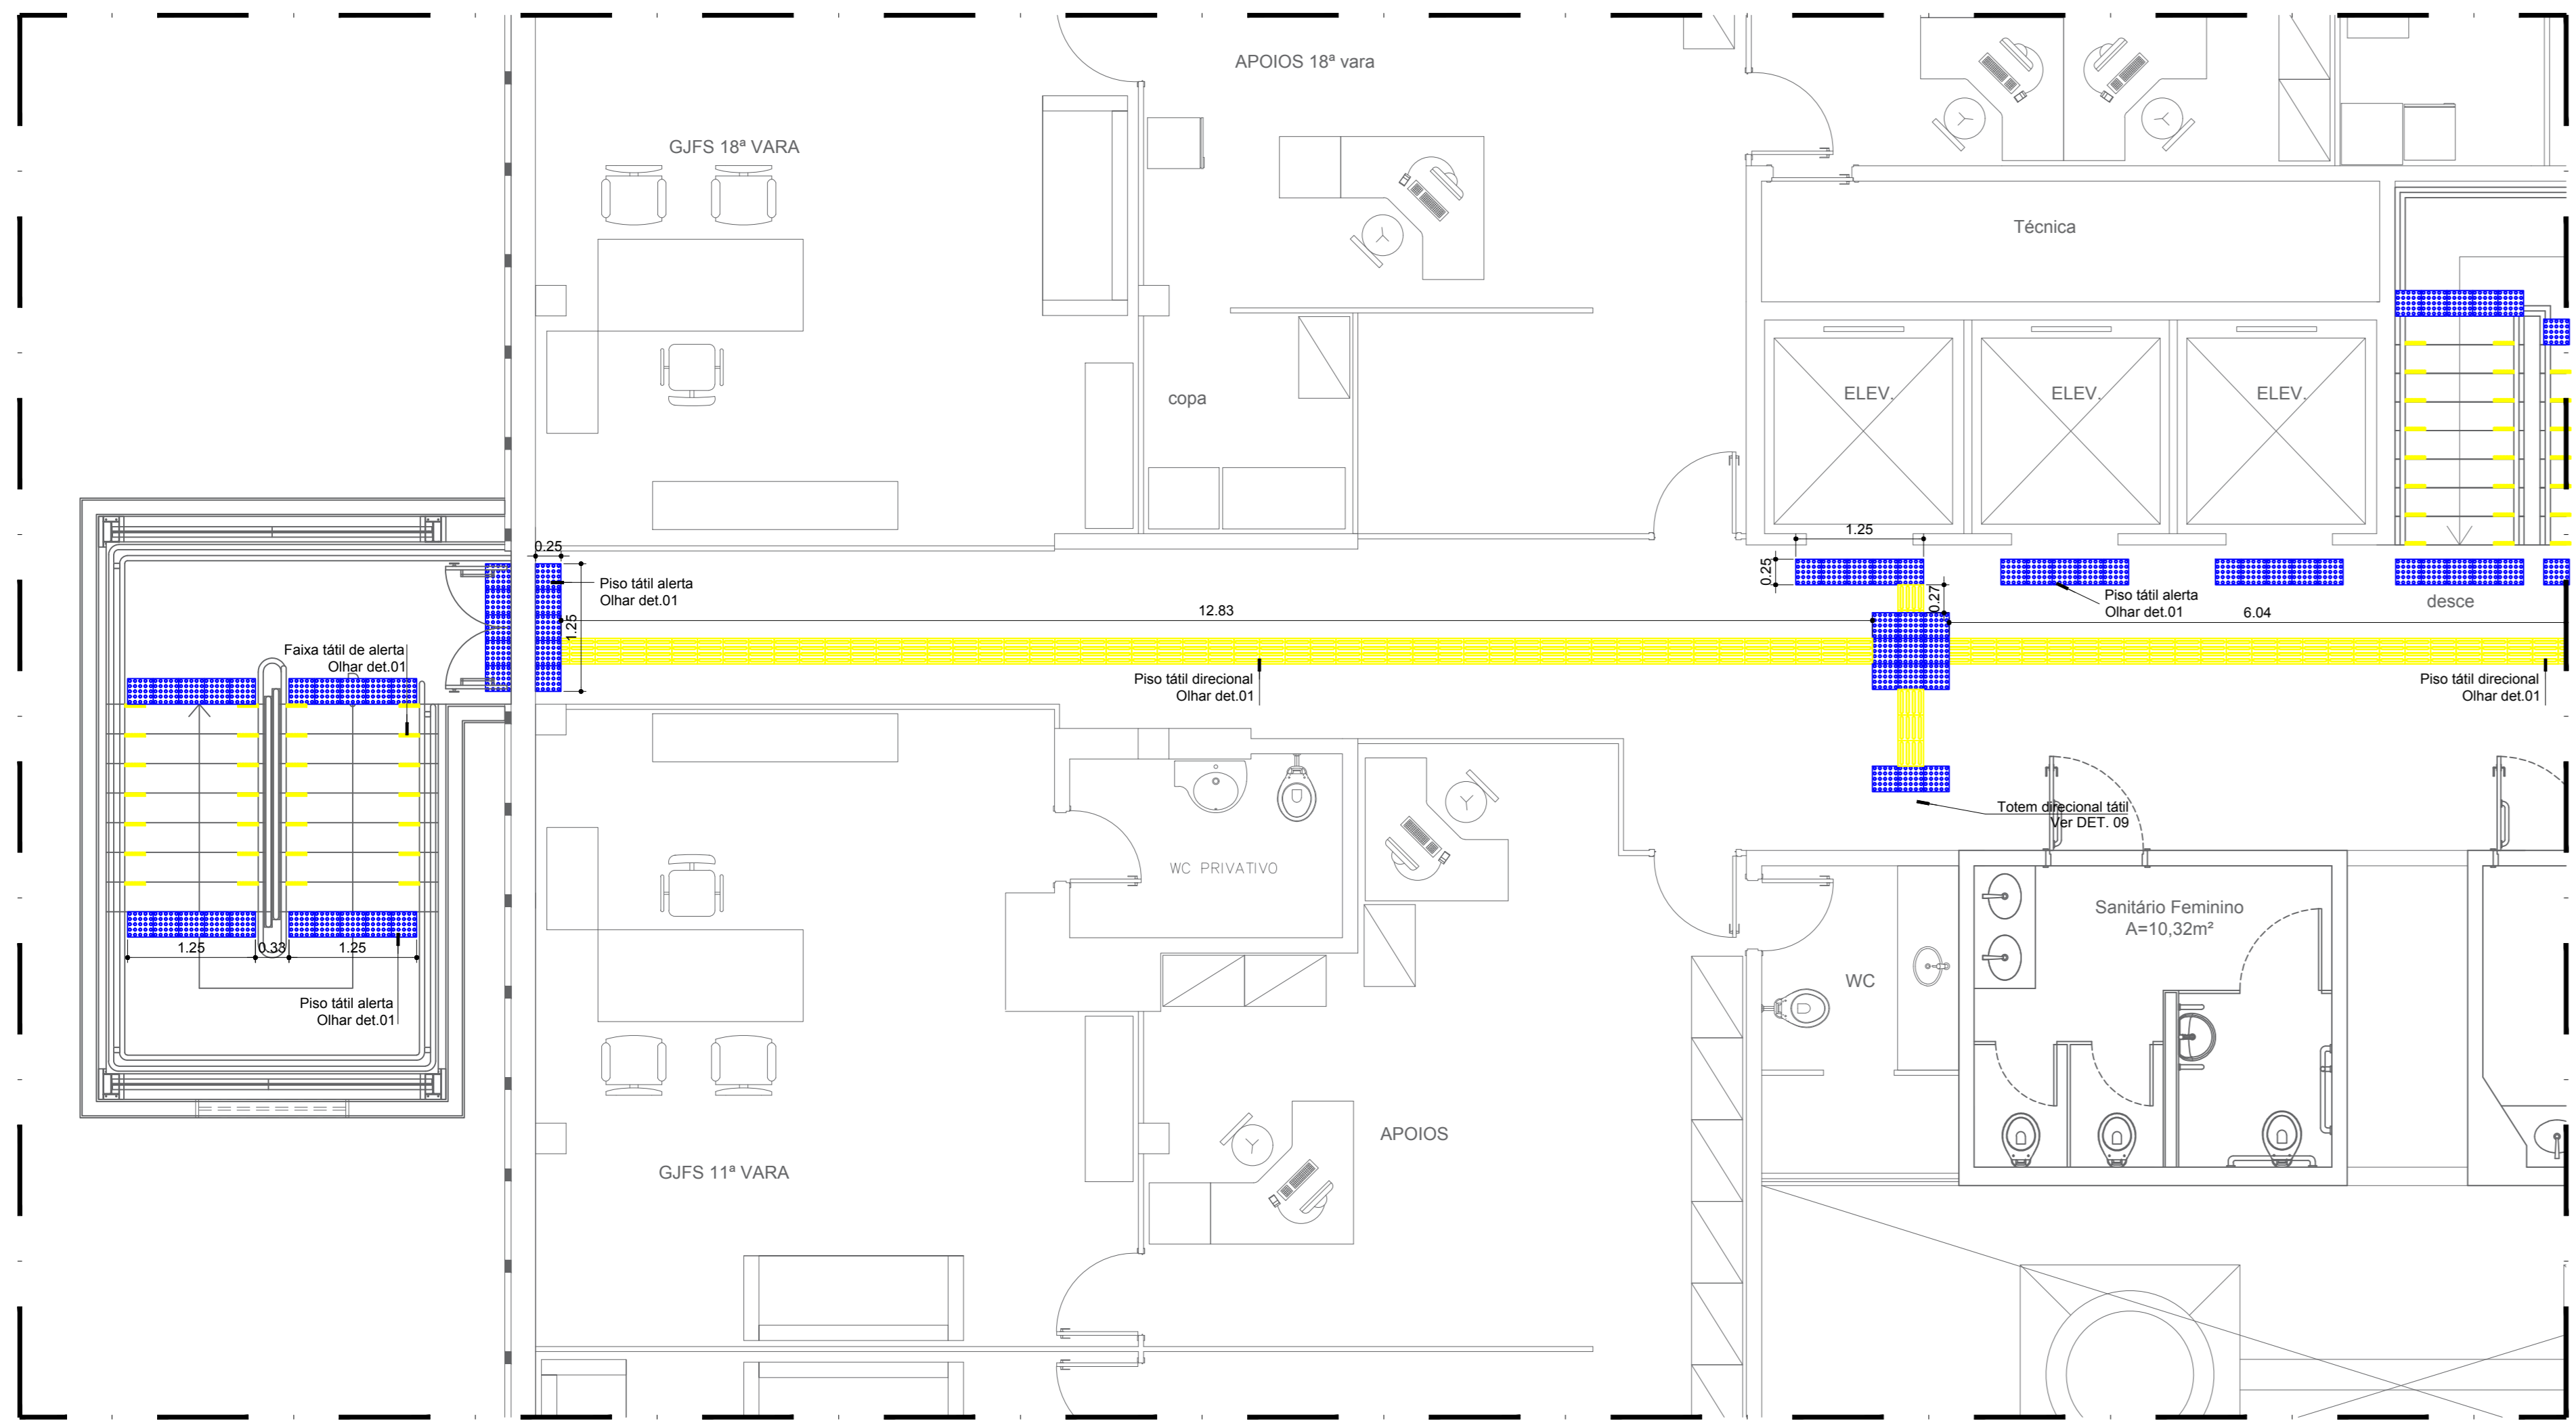 APOIOS 18ª vara
GJFS 18ª VARA
Técnica
copa
ELEV.
ELEV.
ELEV.
1.25
0.25
0.25
Piso tátil alerta
Olhar det.01
1.25
12.83
0.27
Piso tátil alerta
Olhar det.01
desce
6.04
Faixa tátil de alerta
Olhar det.01
Piso tátil direcional
Olhar det.01
Piso tátil direcional
Olhar det.01
Totem direcional tátil
Ver DET. 09
WC PRIVATIVO
Sanitário Feminino
A=10,32m²
1.25
0.33
1.25
WC
Piso tátil alerta
Olhar det.01
APOIOS
GJFS 11ª VARA